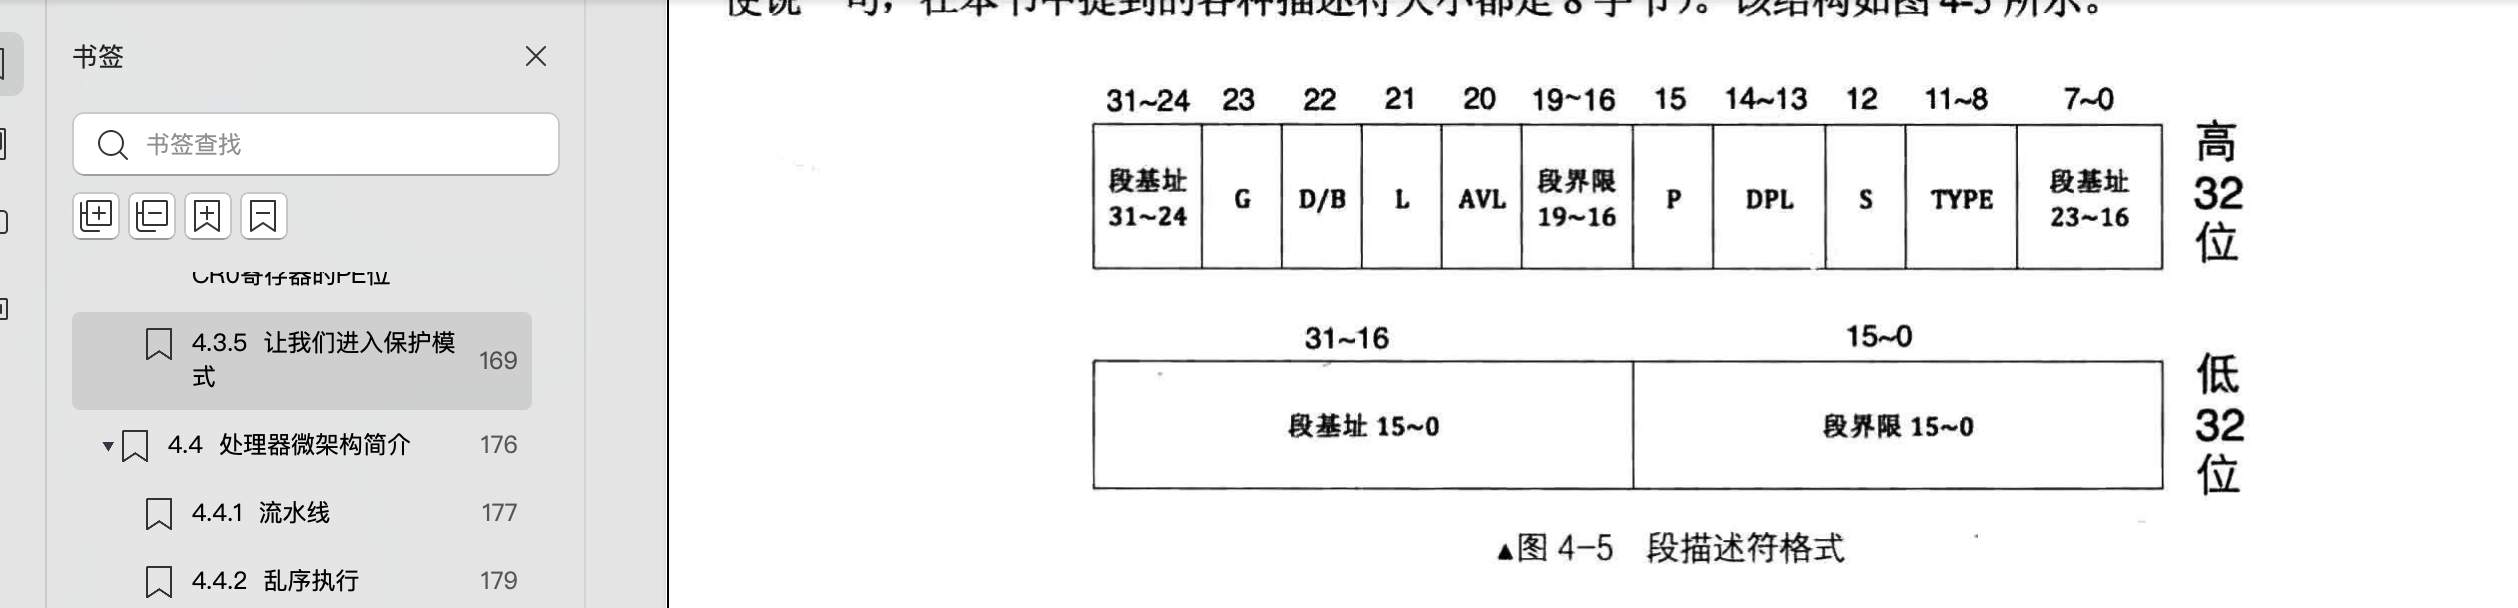 书签
书签查找
CR0寄存器的PE位
4.3.5 让我们进入保护模
式
169
4.4 处理器微架构简介 176
4.4.1 流水线 177
4.4.2 乱序执行 179
在本书中提到的各种描述符大小都是 8 字节）。该结构如图 4-5 所示。
31~24 23 22 21 20 19~16 15 14~13 12 11~8 7~0
段基址
31~24
G
D/B
L
AVL
段界限
19~16
P
DPL
S
TYPE
段基址
23~16
高
32
位
31~16 15~0
段基址 15~0
段界限 15~0
低
32
位
▲图 4-5 段描述符格式